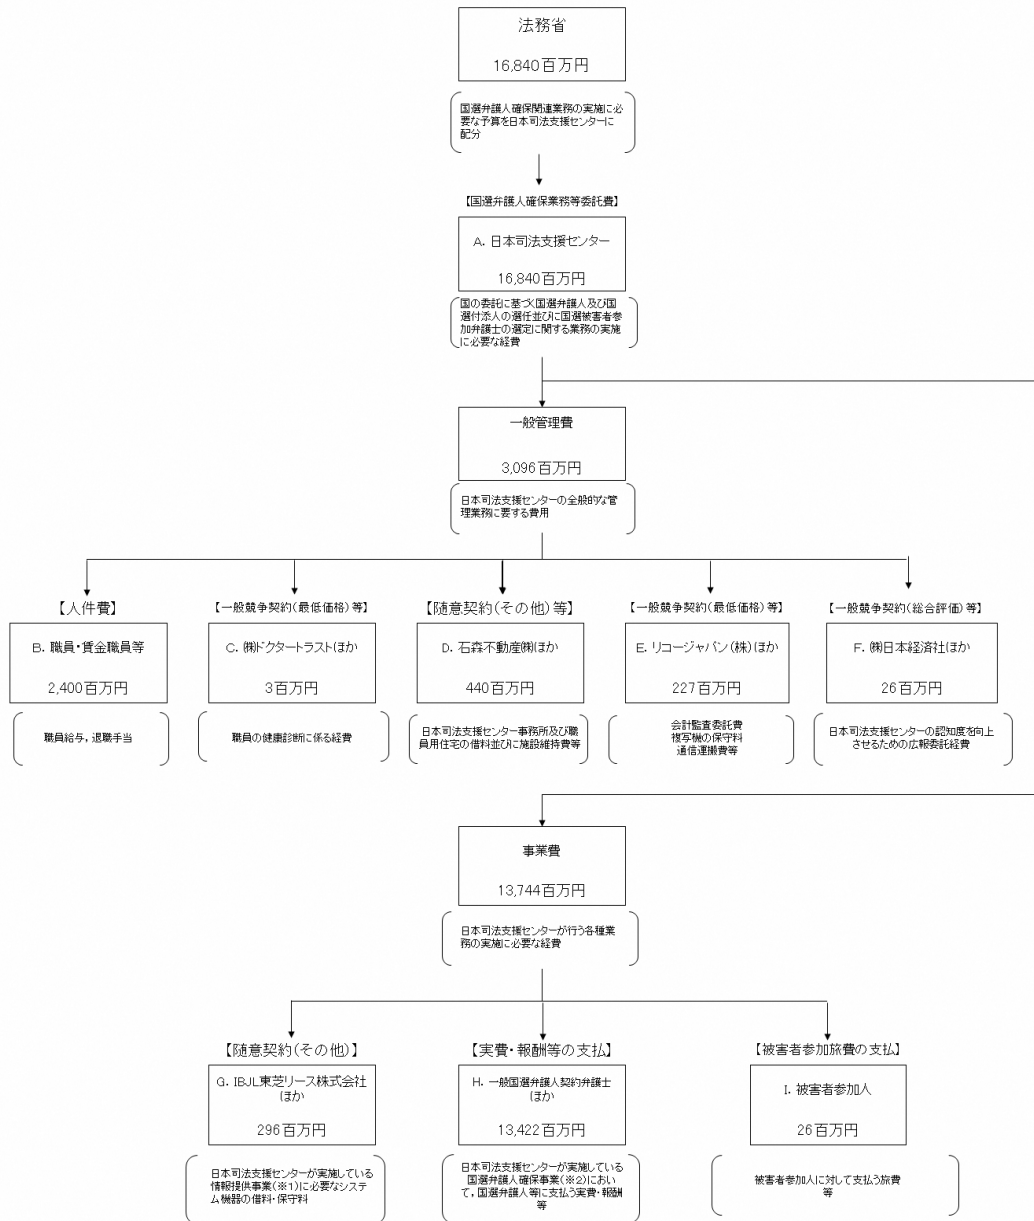 法務省
16,840百万円
国選弁護人確保関連業務の実施に必
要な予算を日本司法支援センターに
配分
【国選弁護人確保業務等委託費】
A. 日本司法支援センター
16,840百万円
国の委託に基づく国選弁護人及び国
選付添人の選任並びに国選被害者参
加弁護士の選定に関する業務の実施
に必要な経費
一般管理費
3,096百万円
日本司法支援センターの全般的な管
理業務に要する費用
【人件費】
B. 職員・賃金職員等
2,400百万円
職員給与，退職手当
【一般競争契約(最低価格)等】
C. ㈱ドクタートラストほか
3百万円
職員の健康診断に係る経費
【随意契約(その他)等】
D. 石森不動産㈱ほか
440百万円
日本司法支援センター事務所及び職
員用住宅の借料並びに施設維持費等
【一般競争契約(最低価格)等】
E. リコージャパン(株)ほか
227百万円
会計監査委託費
複写機の保守料
通信運搬費等
【一般競争契約(総合評価)等】
F. ㈱日本経済社ほか
26百万円
日本司法支援センターの認知度を向上
させるための広報委託経費
事業費
13,744百万円
日本司法支援センターが行う各種業
務の実施に必要な経費
【随意契約(その他)】
G. IBJL東芝リース株式会社
ほか
296百万円
日本司法支援センターが実施している
情報提供事業(※1)に必要なシステ
ム機器の借料・保守料
【実費・報酬等の支払】
H. 一般国選弁護人契約弁護士
ほか
13,422百万円
日本司法支援センターが実施している
国選弁護人確保事業(※2)におい
て，国選弁護人等に支払う実費・報酬
等
【被害者参加旅費の支払】
I. 被害者参加人
26百万円
被害者参加人に対して支払う旅費
等